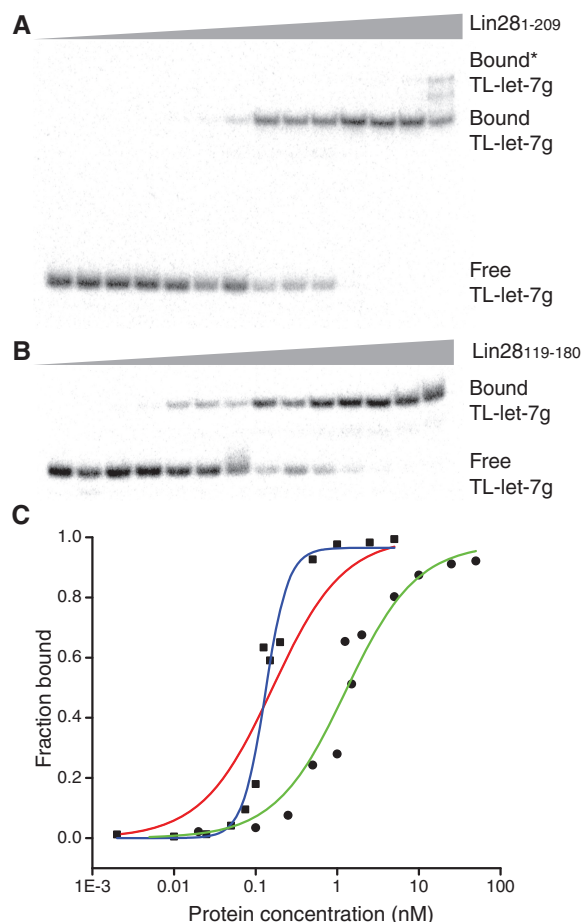 A
Lin281-209
Bound*
TL-let-7g
Bound
TL-let-7g
Free
TL-let-7g
B
Lin28119-180
Bound
TL-let-7g
Free
TL-let-7g
C
1.0
0.8
0.6
0.4
0.2
0.0
Fraction bound
1E-3 0.01 0.1 1 10 100
Protein concentration (nM)